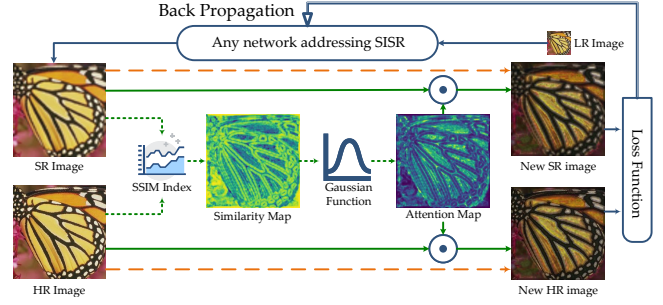 Back Propagation
Any network addressing SISR
LR Image
SR Image
SSIM Index
Similarity Map
Gaussian
Function
Attention Map
New SR image
Loss Function
HR Image
New HR image